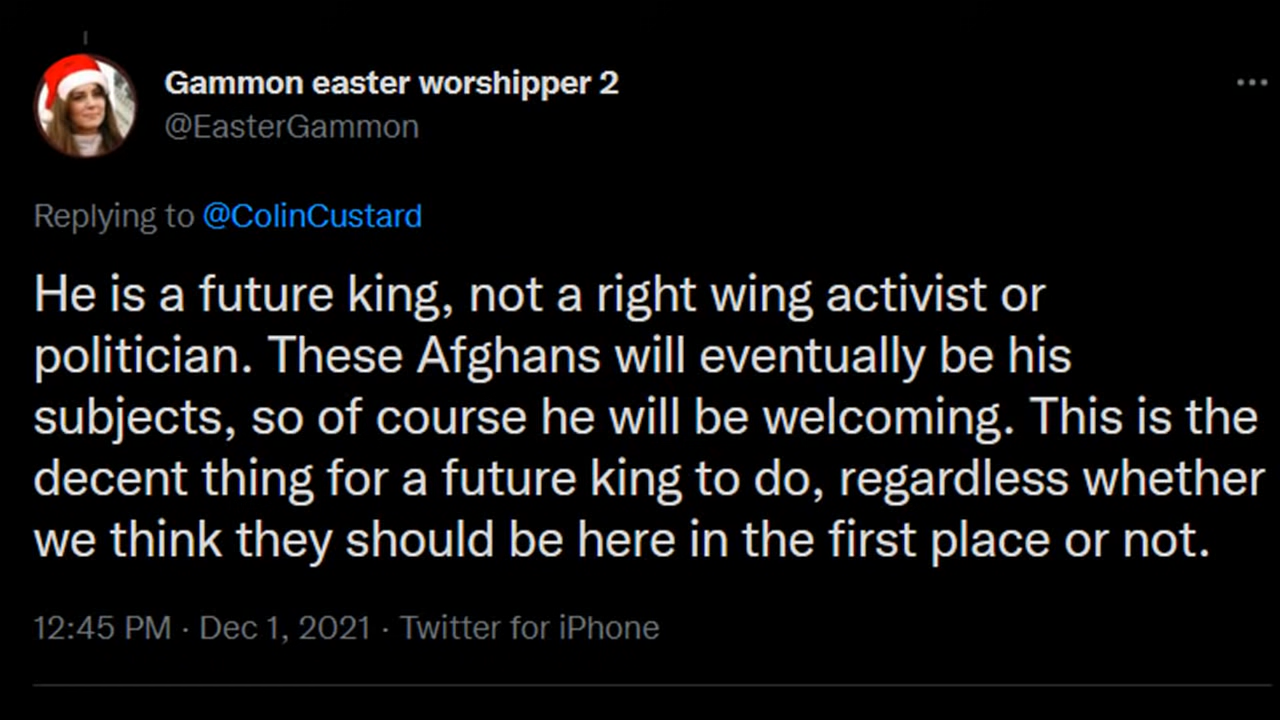 Gammon easter worshipper 2
@EasterGammon
Replying to @ColinCustard
He is a future king, not a right wing activist or
politician. These Afghans will eventually be his
subjects, so of course he will be welcoming. This is the
decent thing for a future king to do, regardless whether
we think they should be here in the first place or not.
12:45 PM · Dec 1, 2021 · Twitter for iPhone